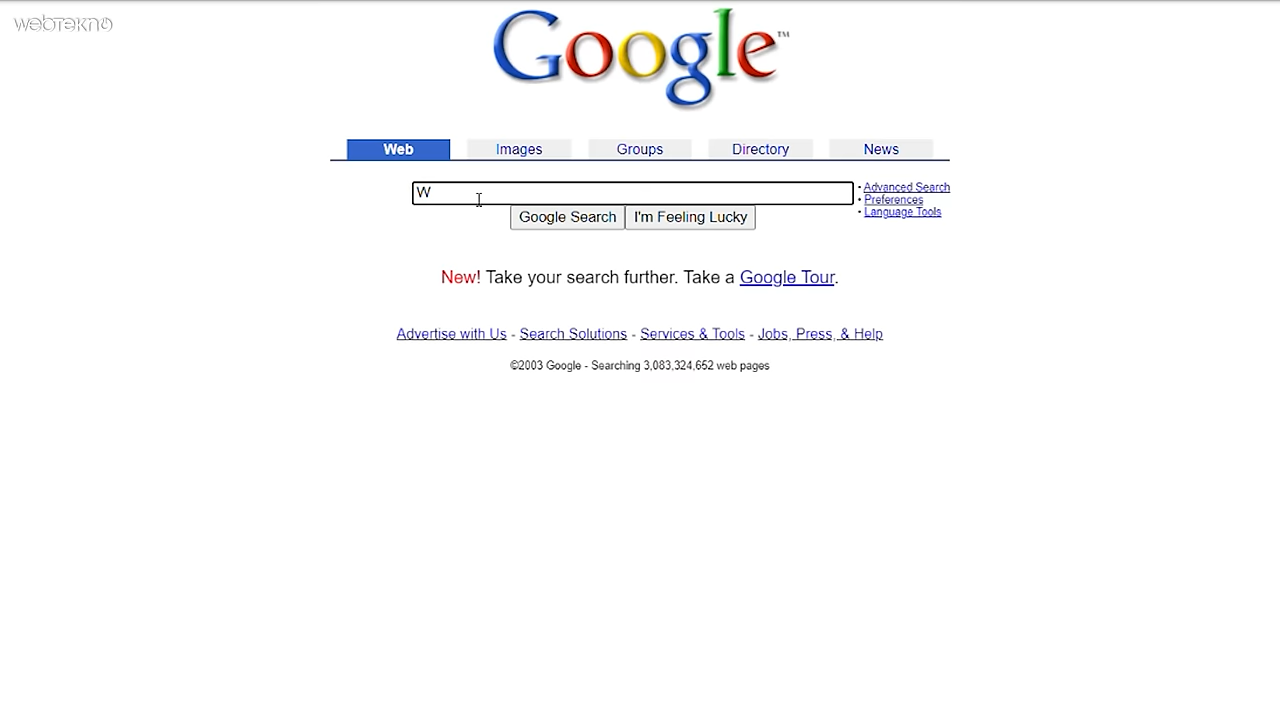 webtekno
Google™
Web Images Groups Directory News
W
• Advanced Search
• Preferences
• Language Tools
Google Search I'm Feeling Lucky
New! Take your search further. Take a Google Tour.
Advertise with Us - Search Solutions - Services & Tools - Jobs, Press, & Help
©2003 Google - Searching 3,083,324,652 web pages